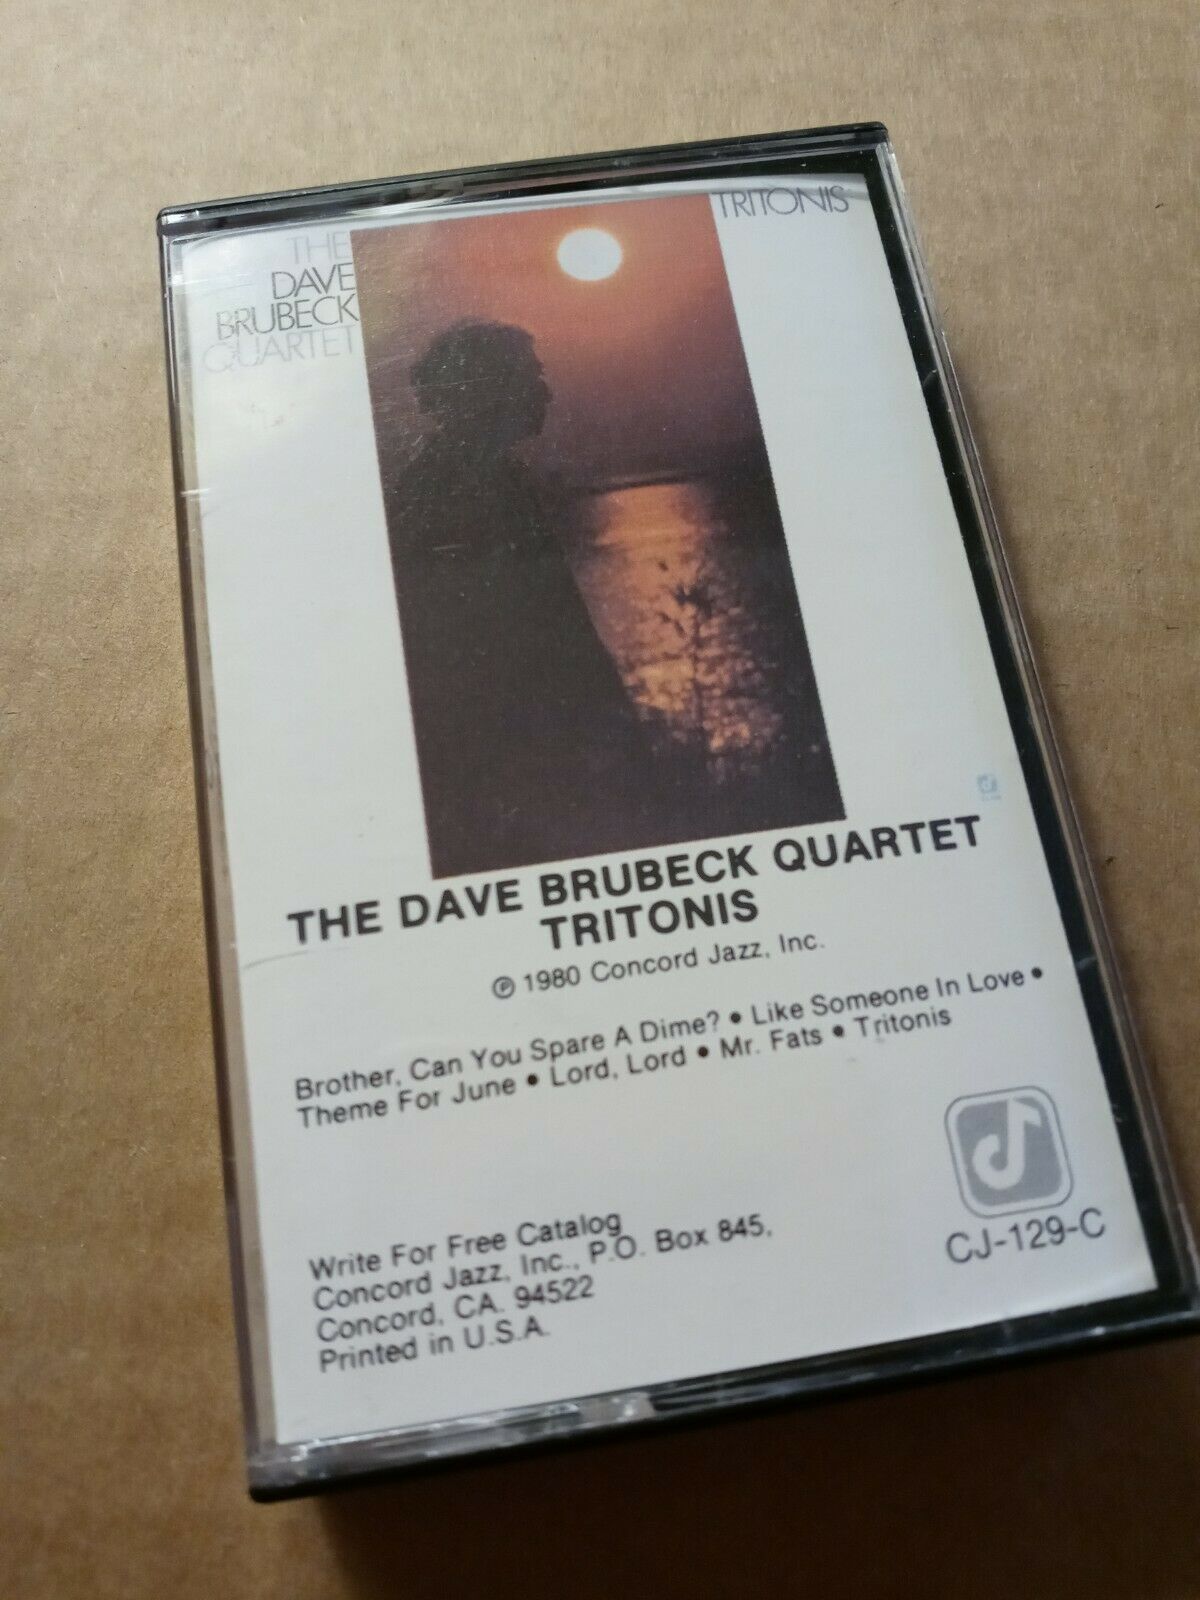 THE
DAVE
BRUBECK
QUARTET
TRITONIS
THE DAVE BRUBECK QUARTET
TRITONIS
℗ 1980 Concord Jazz, Inc.
Brother, Can You Spare A Dime? • Like Someone In Love •
Theme For June • Lord, Lord • Mr. Fats • Tritonis
CJ-129-C
Write For Free Catalog
Concord Jazz, Inc., P.O. Box 845,
Concord, CA. 94522
Printed in U.S.A.